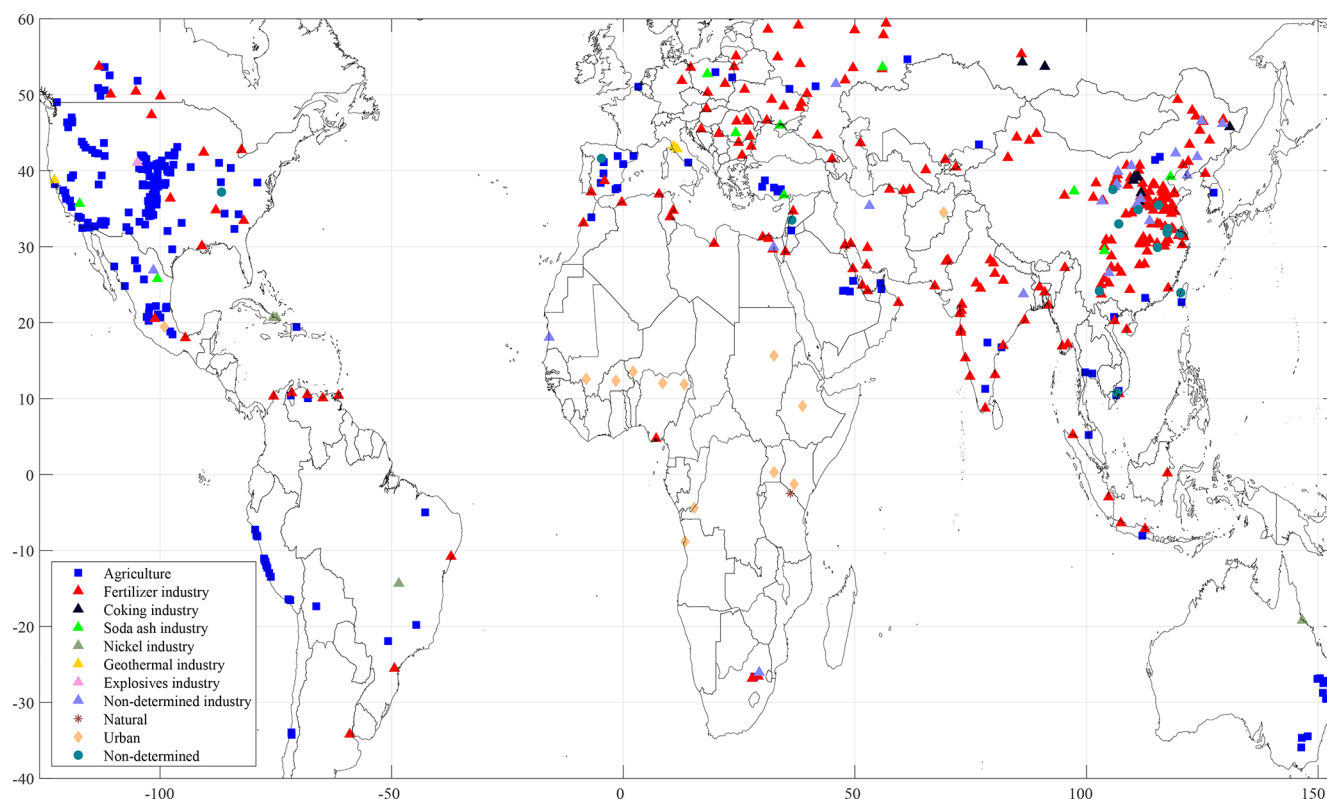 60
50
40
30
20
10
0
-10
-20
-30
-40
Agriculture
Fertilizer industry
Coking industry
Soda ash industry
Nickel industry
Geothermal industry
Explosives industry
Non-determined industry
Natural
Urban
Non-determined
-100
-50
0
50
100
150